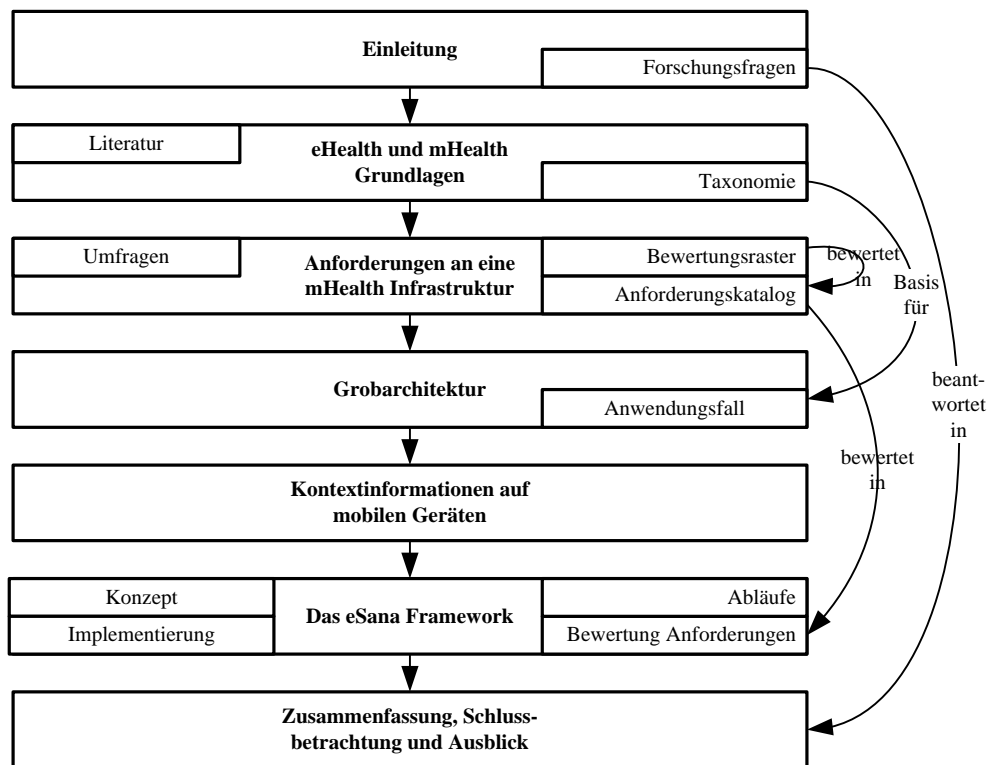 Einleitung
Forschungsfragen
Literatur
eHealth und mHealth
Grundlagen
Taxonomie
Umfragen
Anforderungen an eine
mHealth Infrastruktur
Bewertungsraster
Anforderungskatalog
bewertet
in
Basis
für
Grobarchitektur
Anwendungsfall
beant-
wortet
in
bewertet
in
Kontextinformationen auf
mobilen Geräten
Konzept
Implementierung
Das eSana Framework
Abläufe
Bewertung Anforderungen
Zusammenfassung, Schluss-
betrachtung und Ausblick